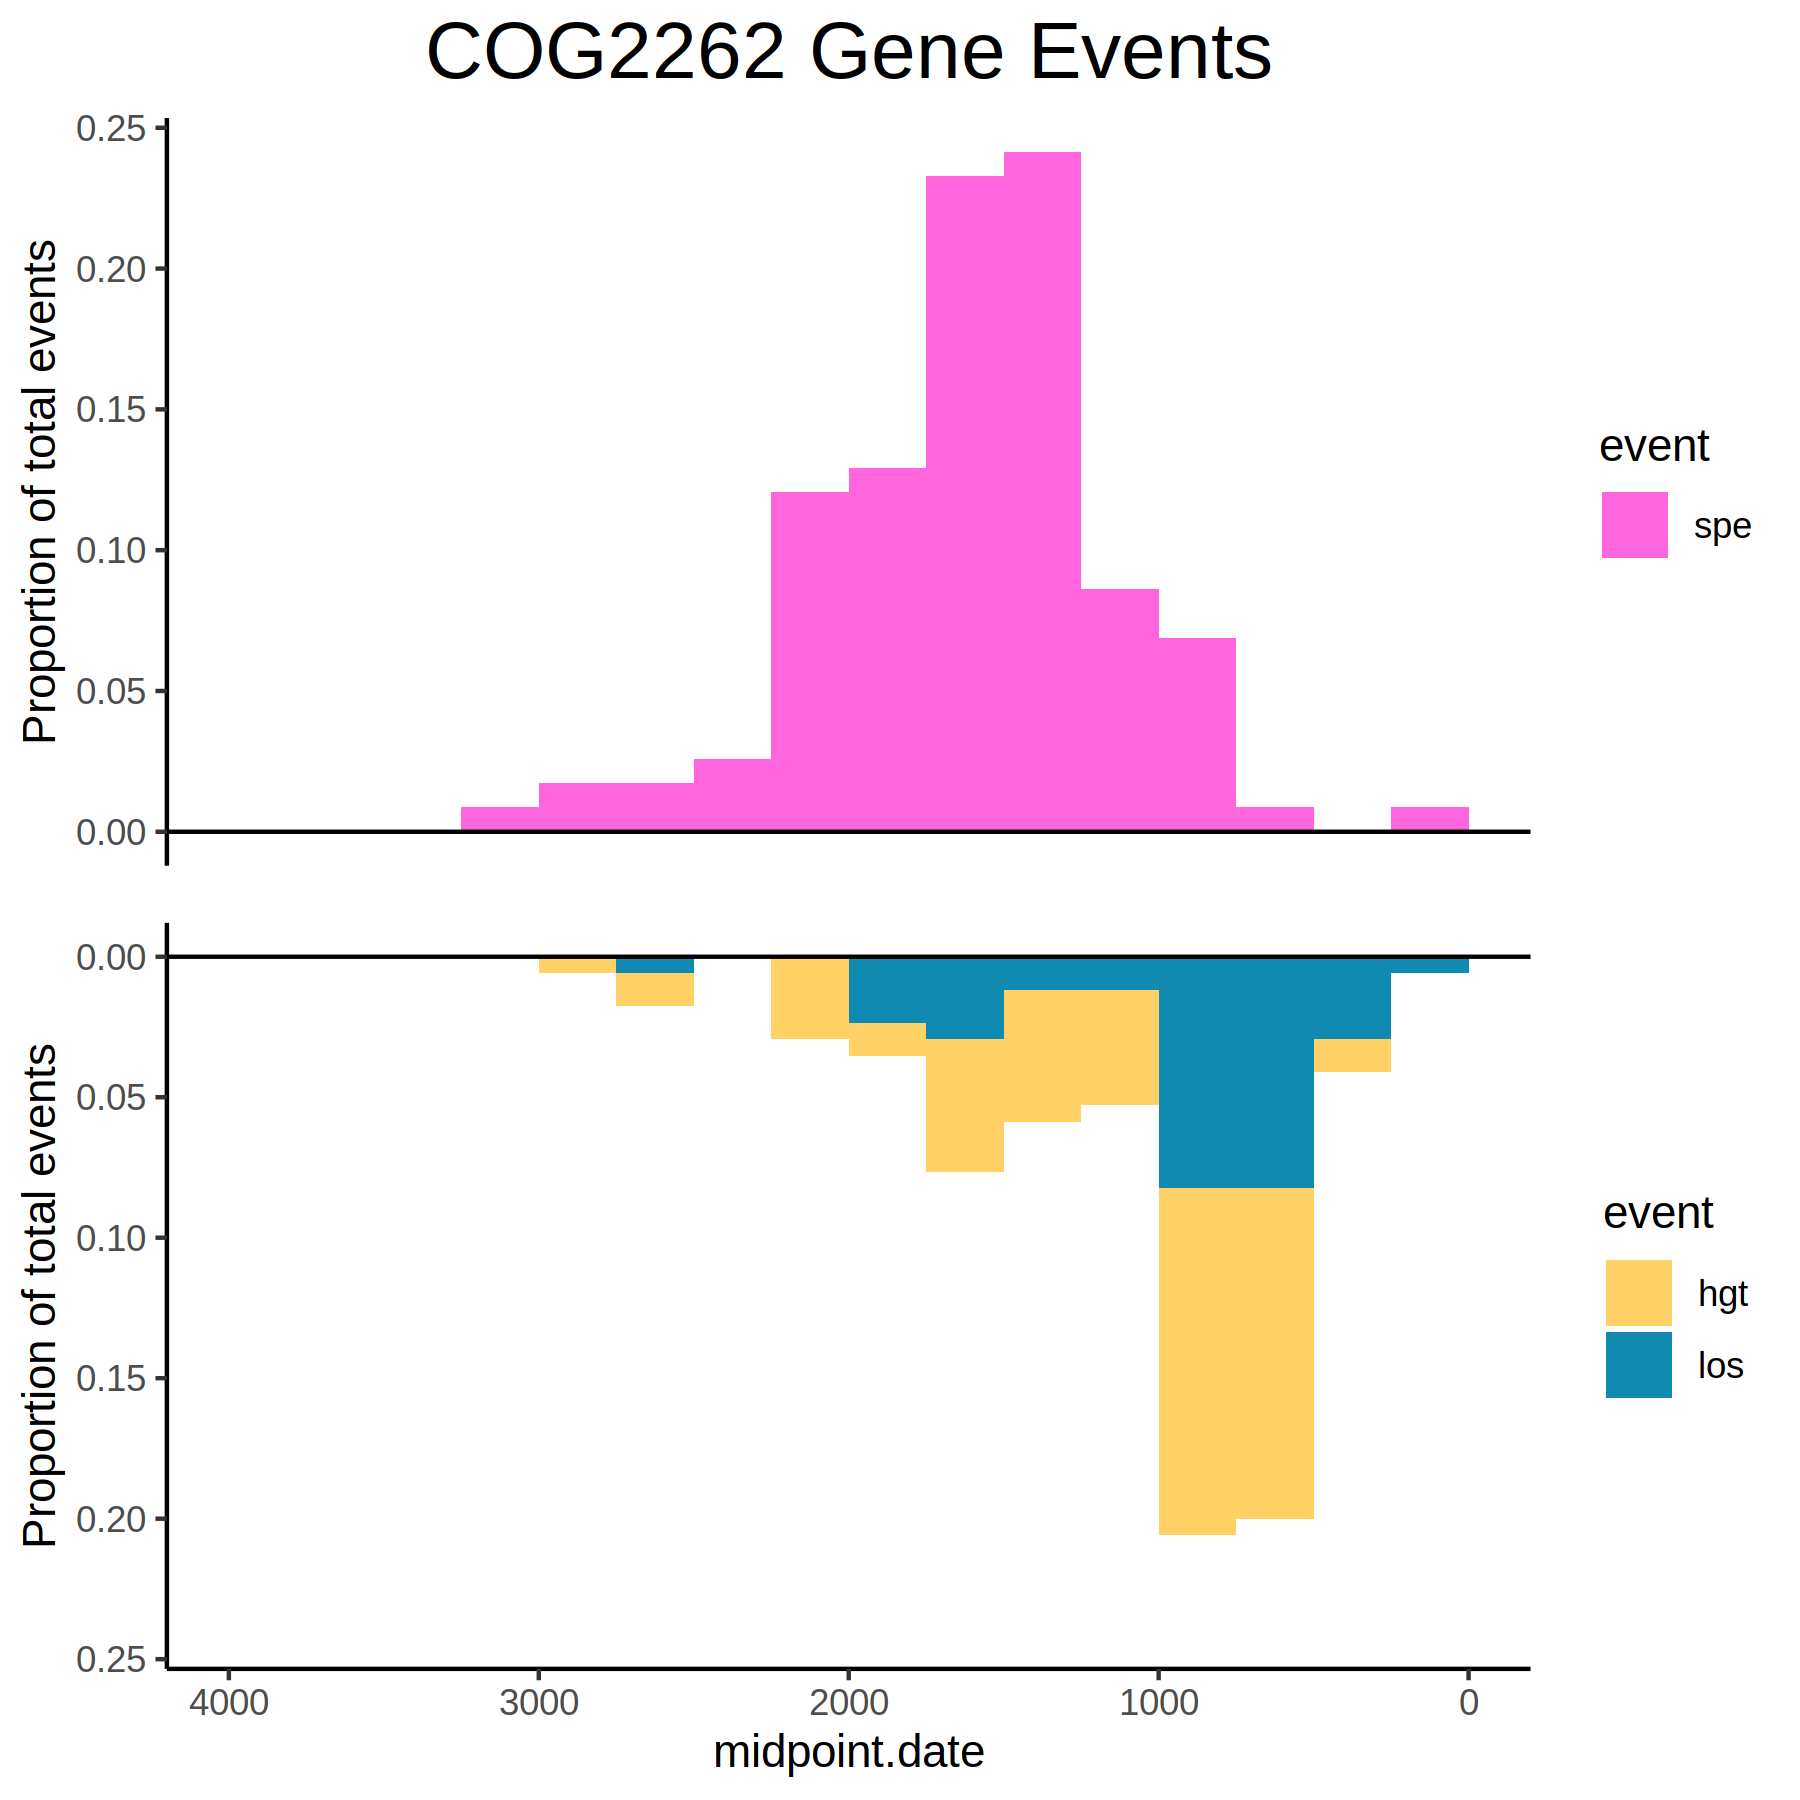 COG2262 Gene Events
Proportion of total events
0.25
0.20
0.15
0.10
0.05
0.00
event
spe
Proportion of total events
0.00
0.05
0.10
0.15
0.20
0.25
event
hgt
los
4000 3000 2000 1000 0
midpoint.date